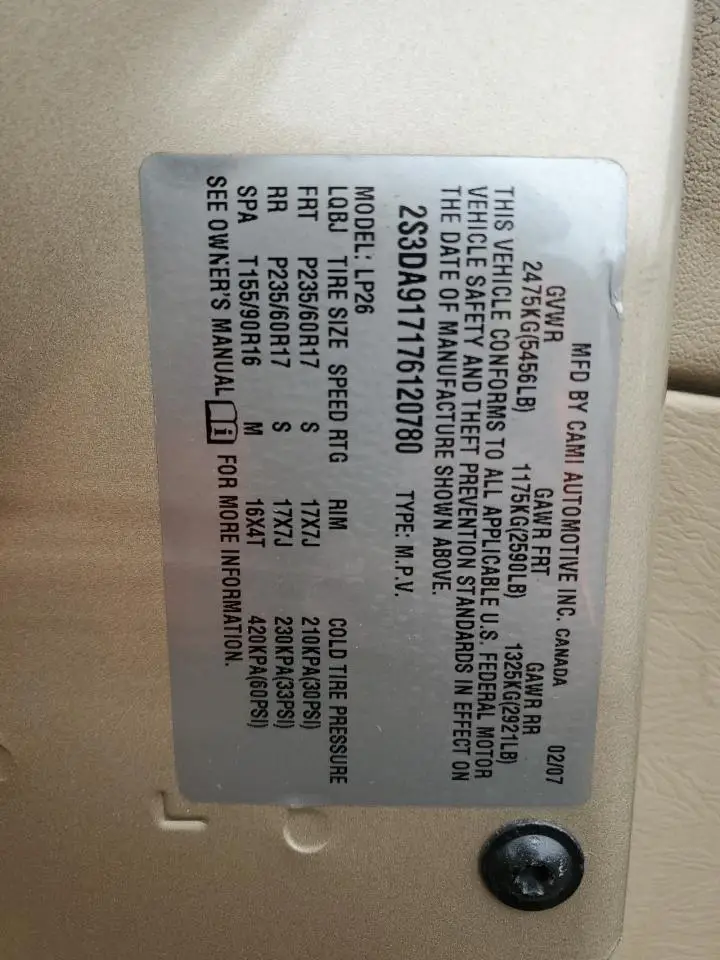 MFD BY CAMI AUTOMOTIVE INC. CANADA 02/07
GVWR GAWR FRT GAWR RR
2475KG(5456LB) 1175KG(2590LB) 1325KG(2921LB)
THIS VEHICLE CONFORMS TO ALL APPLICABLE U.S. FEDERAL MOTOR
VEHICLE SAFETY AND THEFT PREVENTION STANDARDS IN EFFECT ON
THE DATE OF MANUFACTURE SHOWN ABOVE.
2S3DA917176120780 TYPE: M.P.V.
MODEL: LP26
LQBJ TIRE SIZE SPEED RTG RIM COLD TIRE PRESSURE
FRT P235/60R17 S 17X7J 210KPA(30PSI)
RR P235/60R17 S 17X7J 230KPA(33PSI)
SPA T155/90R16 M 16X4T 420KPA(60PSI)
SEE OWNER'S MANUAL FOR MORE INFORMATION.